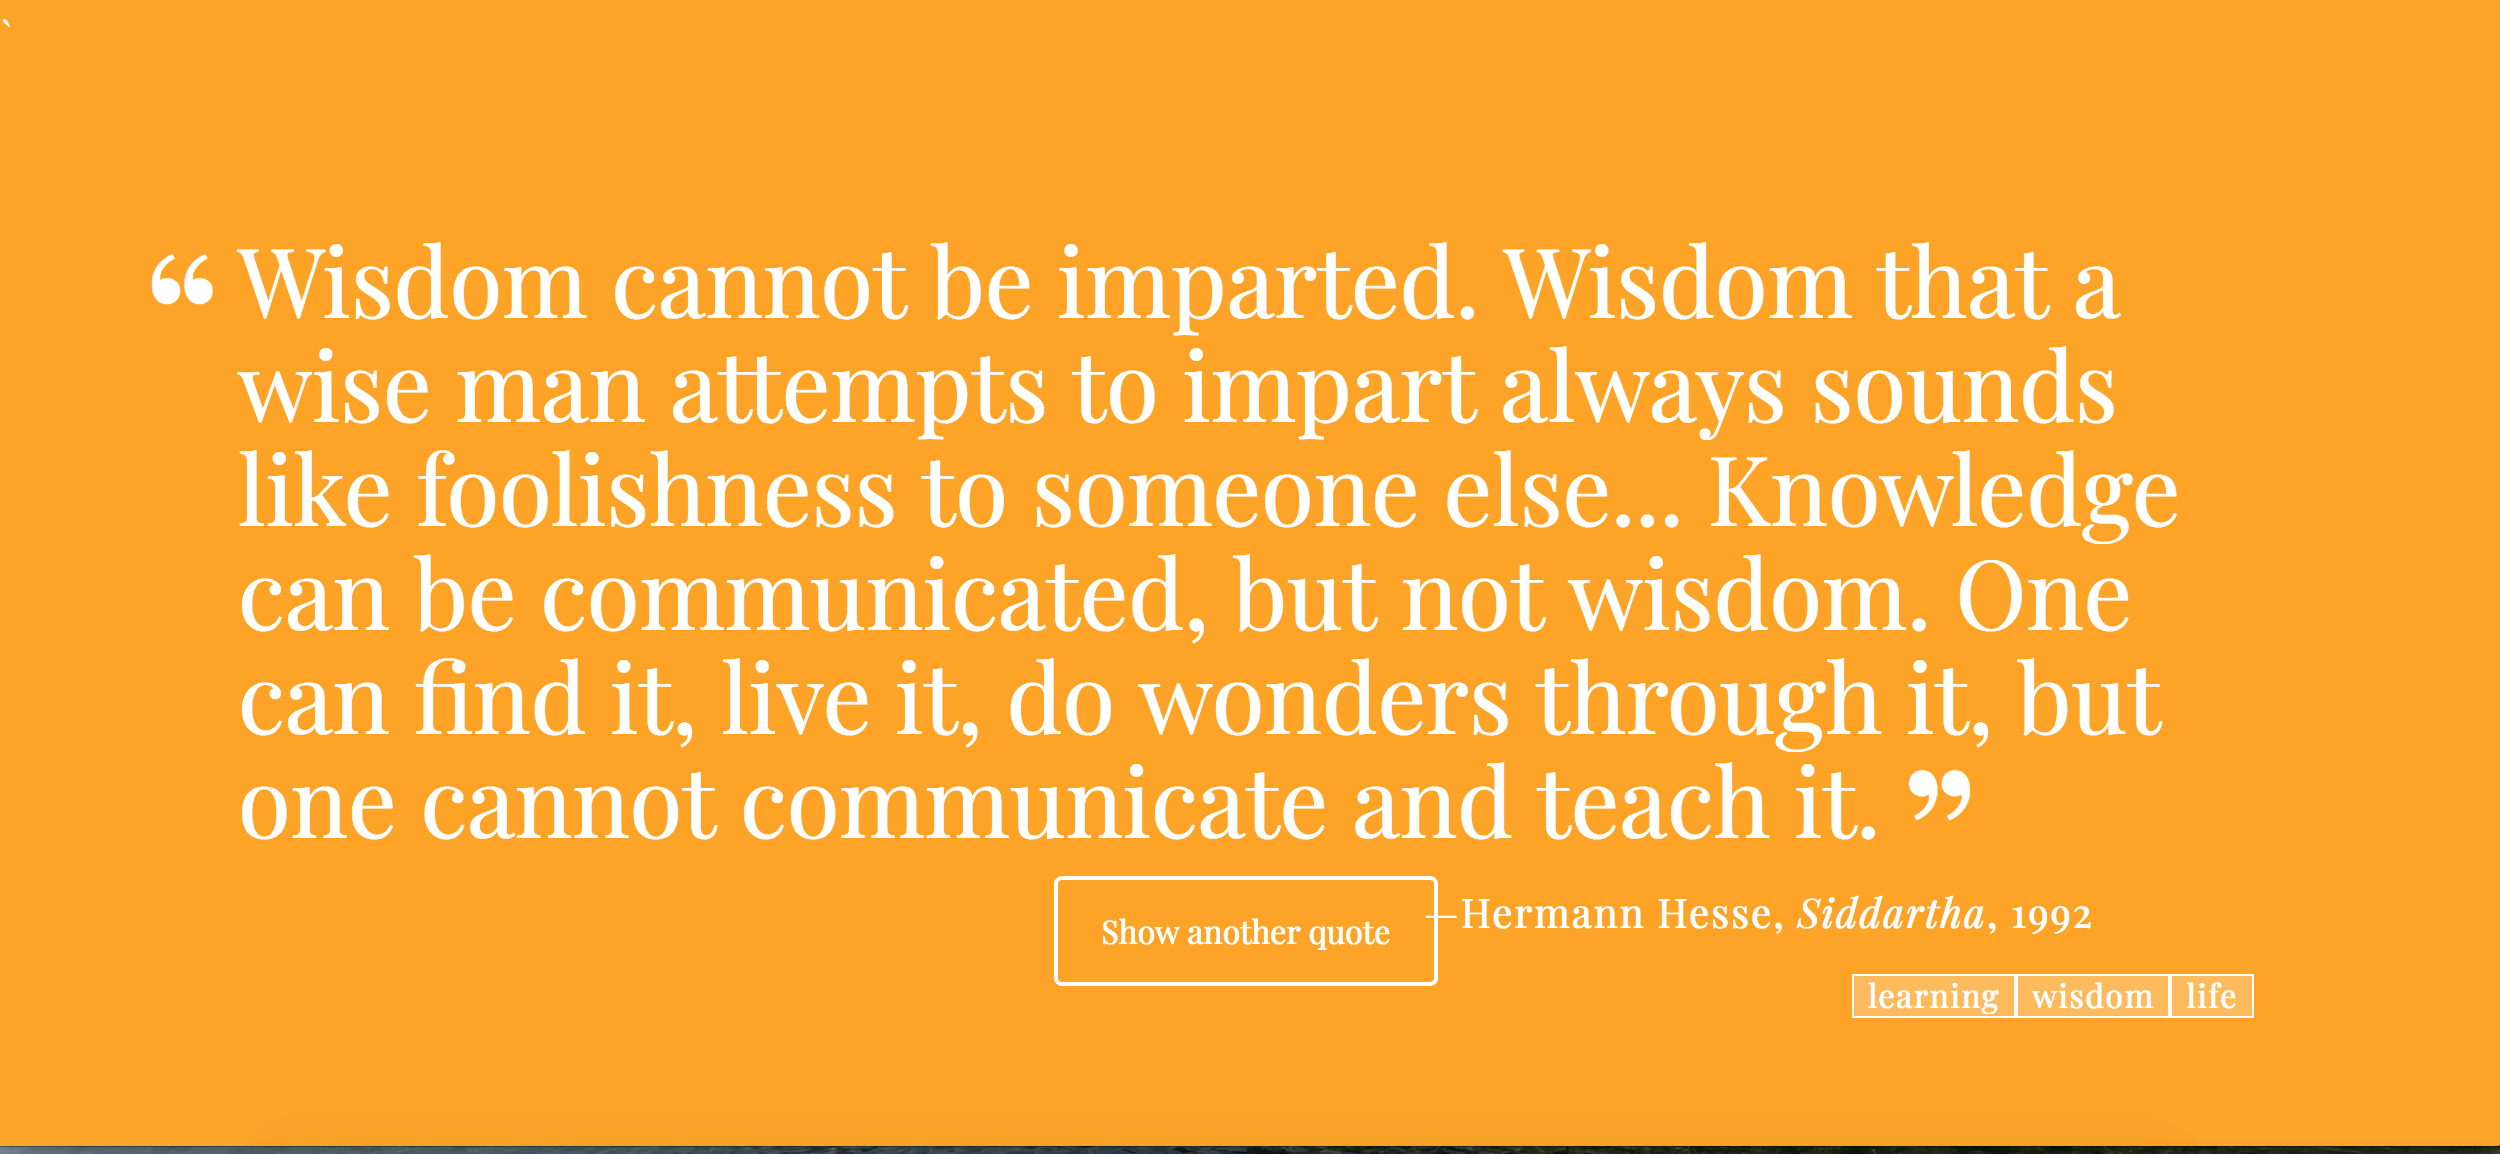 `
“Wisdom cannot be imparted. Wisdom that a
wise man attempts to impart always sounds
like foolishness to someone else... Knowledge
can be communicated, but not wisdom. One
can find it, live it, do wonders through it, but
one cannot communicate and teach it.”
—Hermann Hesse, Siddartha, 1992
Show another quote
learning wisdom life